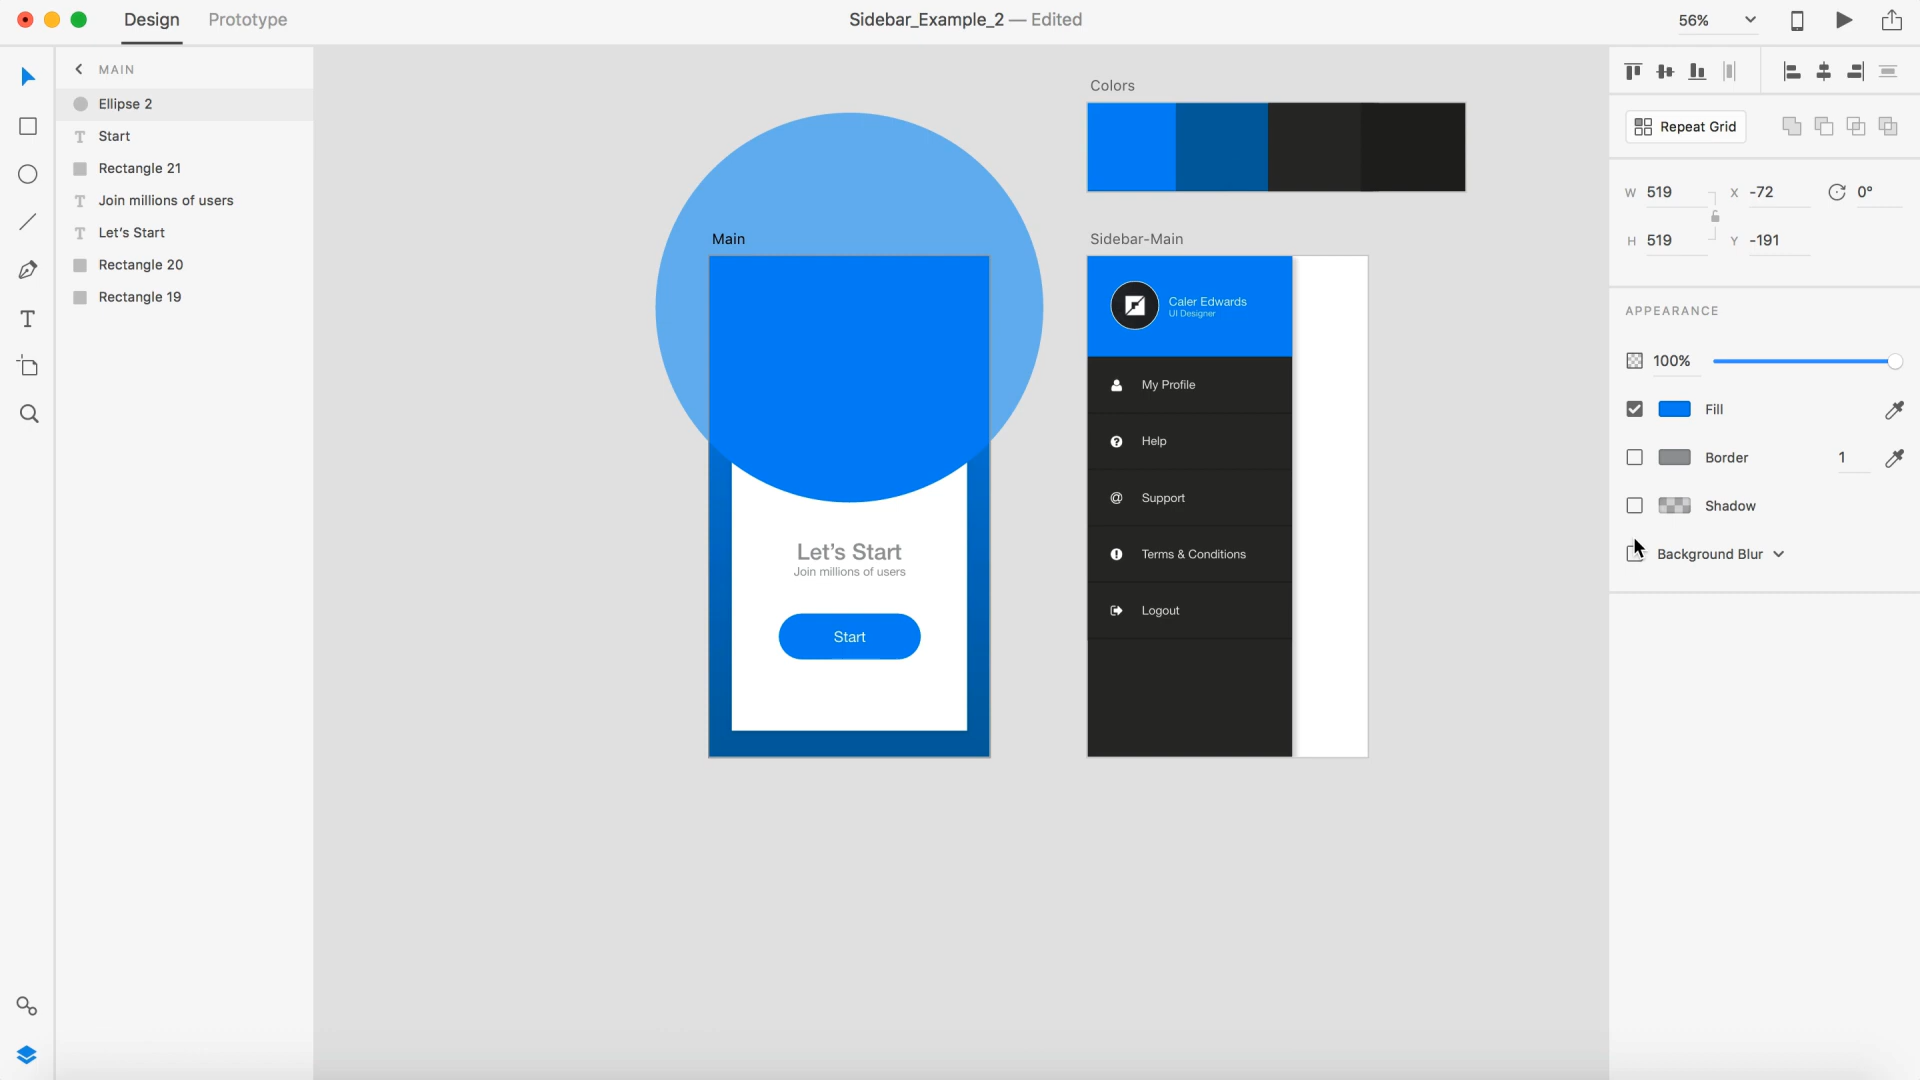 Design
Prototype
Sidebar_Example_2 — Edited
56%
MAIN
Ellipse 2
Start
Rectangle 21
Join millions of users
Let's Start
Rectangle 20
Rectangle 19
Colors
Main
Sidebar-Main
Let's Start
Join millions of users
Start
Caler Edwards
UI Designer
My Profile
Help
Support
Terms & Conditions
Logout
Repeat Grid
W 519 X -72 0°
H 519 Y -191
APPEARANCE
100%
Fill
Border 1
Shadow
Background Blur